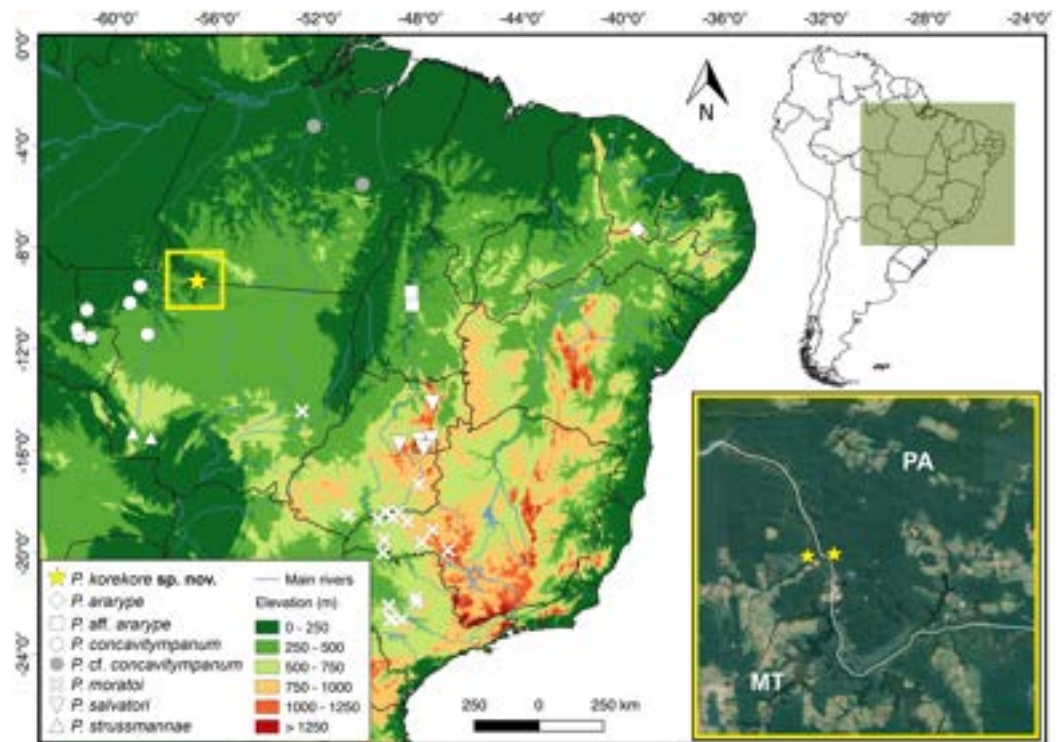 -60°0' -56°0' -52°0' -48°0' -44°0' -40°0' -36°0' -32°0' -28°0' -24°0'
0°0'
-4°0'
-8°0'
-12°0'
-16°0'
-20°0'
-24°0'
N
PA
MT
P. korekore sp. nov.
P. ararype
P. aff. ararype
P. concavitympanum
P. cf. concavitympanum
P. moratoi
P. salvatori
P. strussmannae
Main rivers
Elevation (m)
0 - 250
250 - 500
500 - 750
750 - 1000
1000 - 1250
> 1250
250 0 250 km